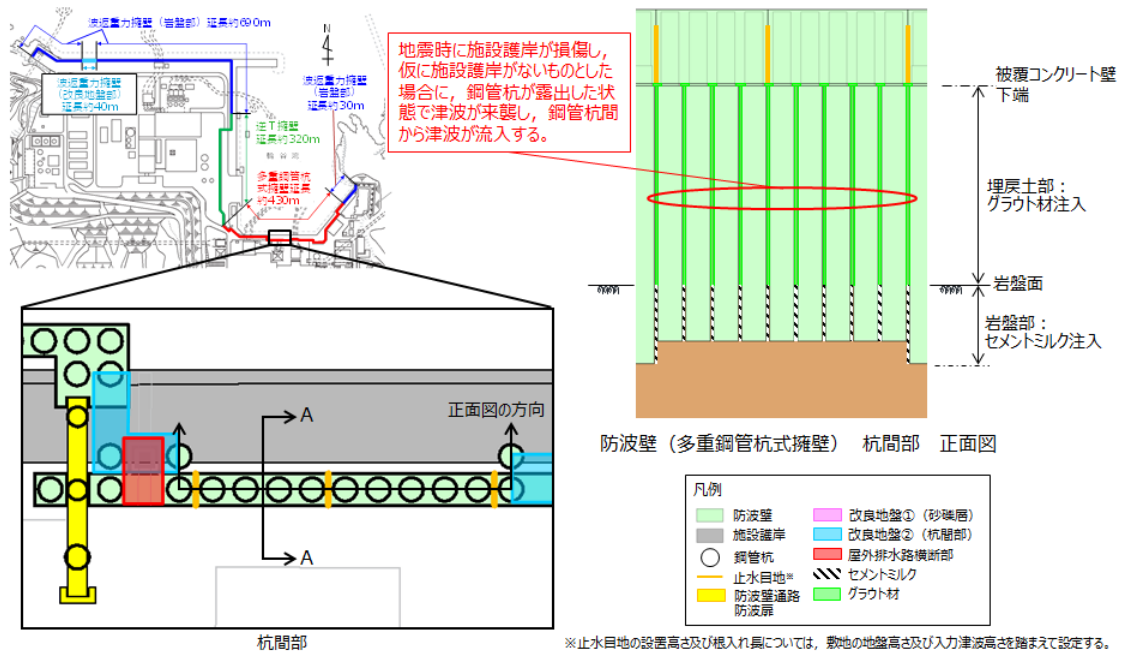 波返重力擁壁（岩盤部）延長約690m
N
波返重力擁壁
（改良地盤部）
延長約40m
波返重力擁壁
（岩盤部）
延長約30m
逆T擁壁
延長約320m
輪谷湾
多重鋼管杭
式擁壁延長
約430m
地震時に施設護岸が損傷し，
仮に施設護岸がないものとした
場合に，鋼管杭が露出した状
態で津波が来襲し，鋼管杭間
から津波が流入する。
被覆コンクリート壁
下端
埋戻土部：
グラウト材注入
岩盤面
岩盤部：
セメントミルク注入
防波壁（多重鋼管杭式擁壁）　杭間部　正面図
A
正面図の方向
A
杭間部
凡例
防波壁
施設護岸
鋼管杭
止水目地※
防波壁通路
防波扉
改良地盤①（砂礫層）
改良地盤②（杭間部）
屋外排水路横断部
セメントミルク
グラウト材
※止水目地の設置高さ及び根入れ長については，敷地の地盤高さ及び入力津波高さを踏まえて設定する。